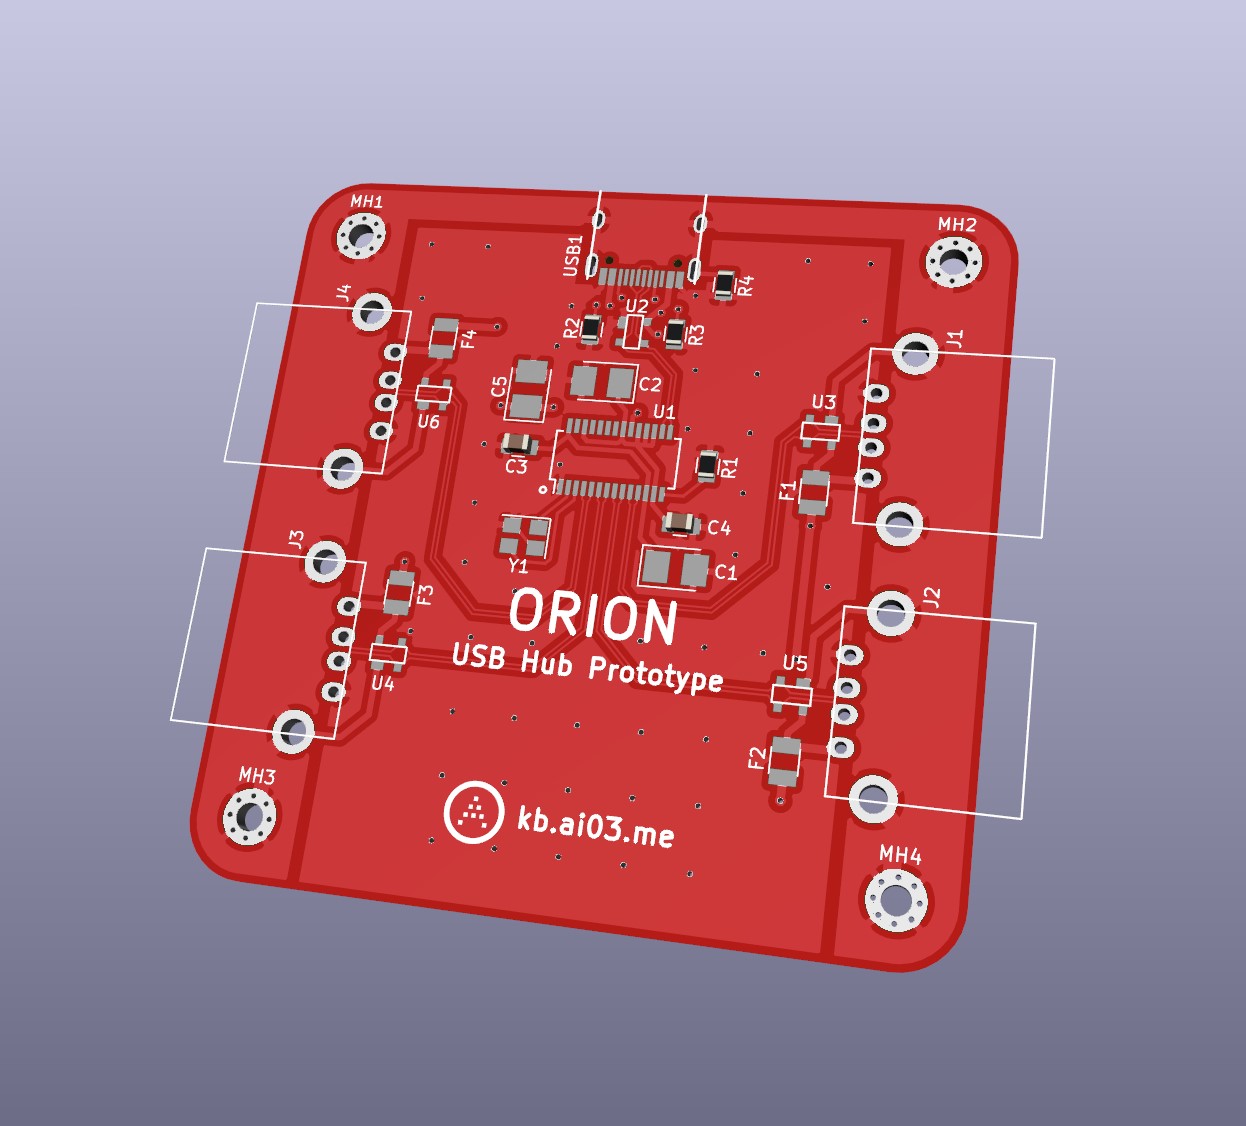 MH1
MH2
USB1
J4
R4
U2
R2
R3
F4
J1
C5
C2
U1
U3
U6
C3
R1
F1
C4
Y1
C1
J3
F3
J2
ORION
USB Hub Prototype
U4
U5
F2
MH3
kb.ai03.me
MH4